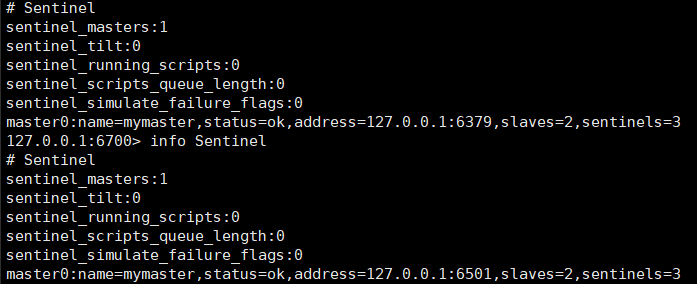 # Sentinel
sentinel_masters:1
sentinel_tilt:0
sentinel_running_scripts:0
sentinel_scripts_queue_length:0
sentinel_simulate_failure_flags:0
master0:name=mymaster,status=ok,address=127.0.0.1:6379,slaves=2,sentinels=3
127.0.0.1:6700> info Sentinel
# Sentinel
sentinel_masters:1
sentinel_tilt:0
sentinel_running_scripts:0
sentinel_scripts_queue_length:0
sentinel_simulate_failure_flags:0
master0:name=mymaster,status=ok,address=127.0.0.1:6501,slaves=2,sentinels=3